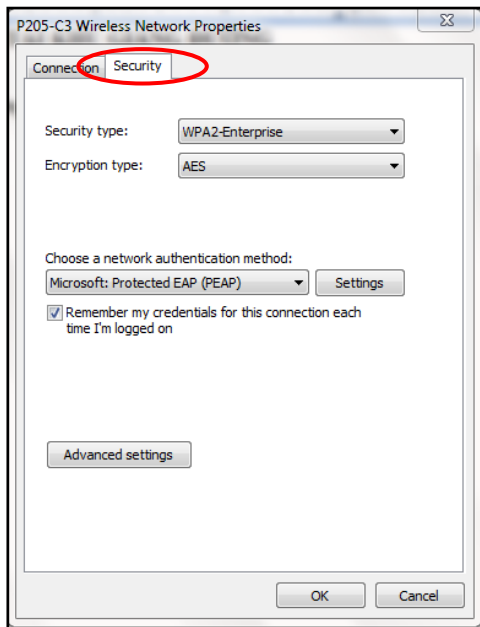 P205-C3 Wireless Network Properties
Connection Security
Security type: WPA2-Enterprise
Encryption type: AES
Choose a network authentication method:
Microsoft: Protected EAP (PEAP) Settings
Remember my credentials for this connection each
time I'm logged on
Advanced settings
OK Cancel